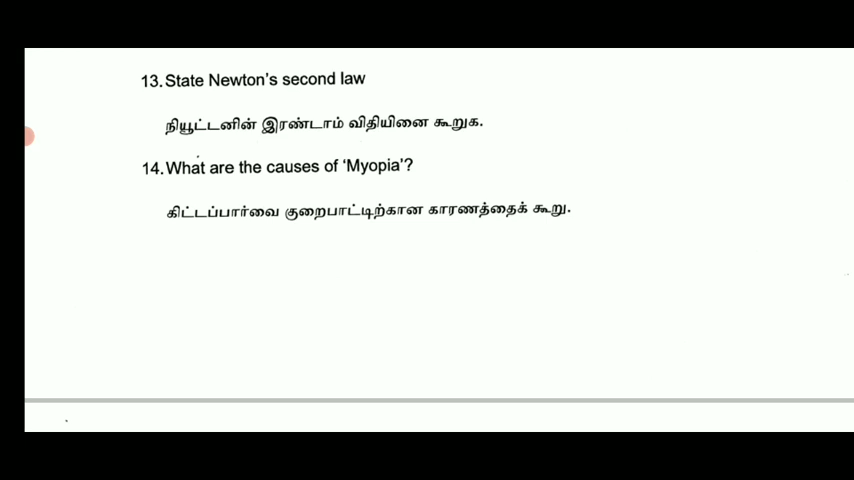 13. State Newton's second law
நியூட்டனின் இரண்டாம் விதியினை கூறுக.
14. What are the causes of 'Myopia'?
கிட்டப்பார்வை குறைபாட்டிற்கான காரணத்தைக் கூறு.